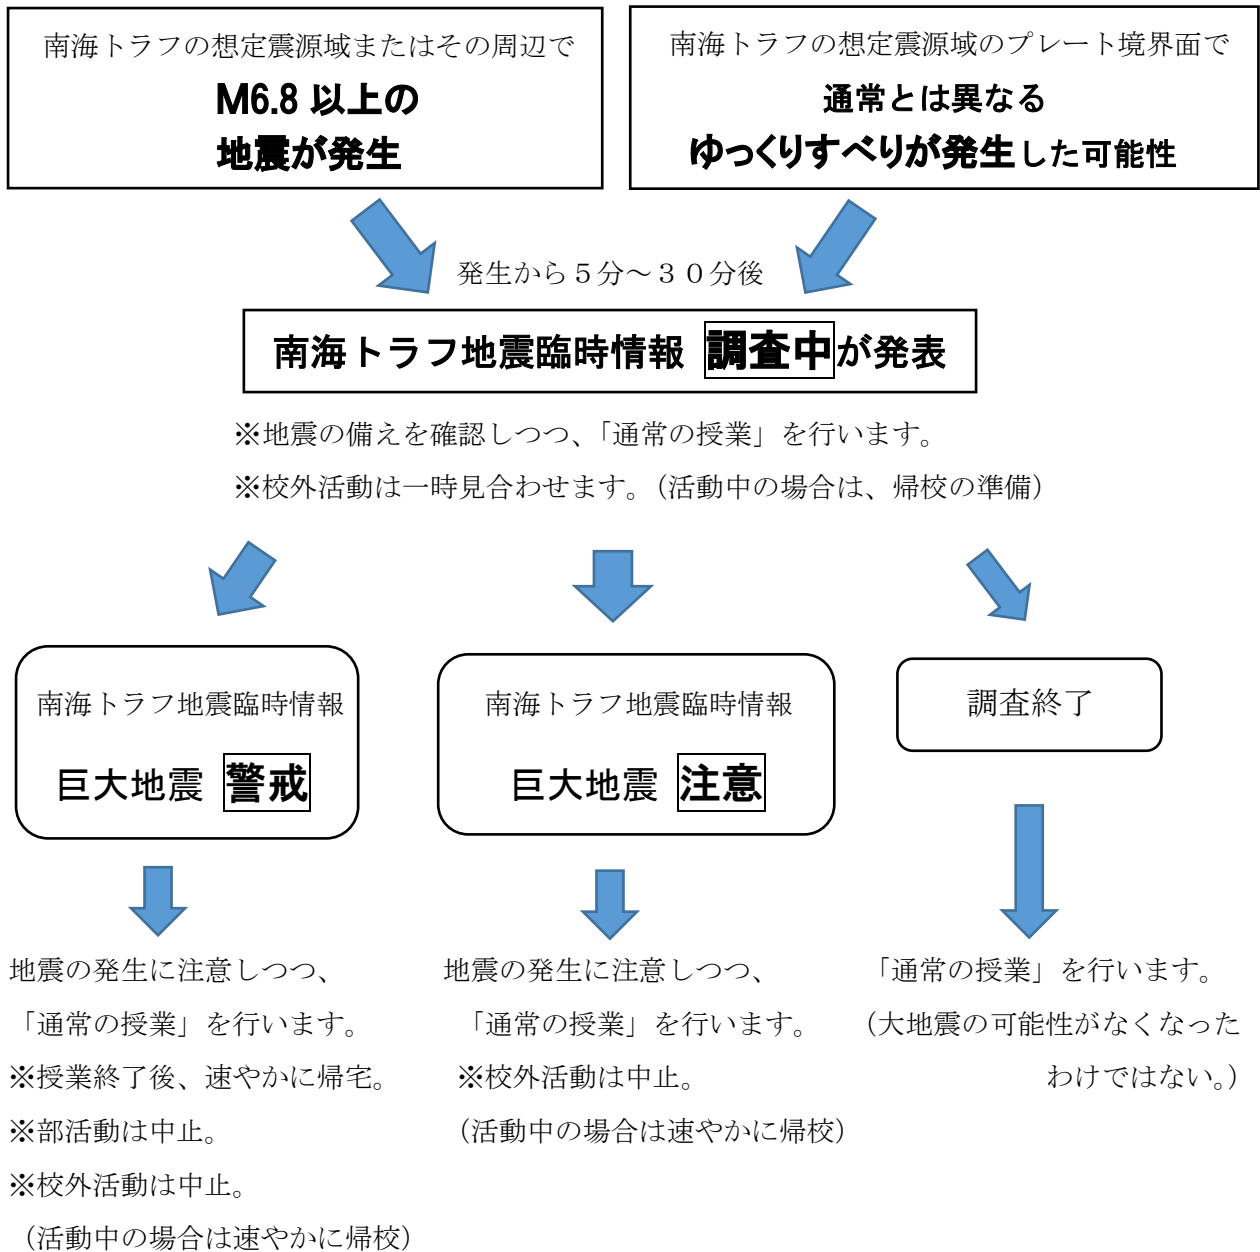 南海トラフの想定震源域またはその周辺で
M6.8 以上の
地震が発生
南海トラフの想定震源域のプレート境界面で
通常とは異なる
ゆっくりすべりが発生した可能性
発生から５分～３０分後
南海トラフ地震臨時情報 調査中が発表
※地震の備えを確認しつつ、「通常の授業」を行います。
※校外活動は一時見合わせます。（活動中の場合は、帰校の準備）
南海トラフ地震臨時情報
巨大地震 警戒
南海トラフ地震臨時情報
巨大地震 注意
調査終了
地震の発生に注意しつつ、
「通常の授業」を行います。
※授業終了後、速やかに帰宅。
※部活動は中止。
※校外活動は中止。
（活動中の場合は速やかに帰校）
地震の発生に注意しつつ、
「通常の授業」を行います。
※校外活動は中止。
（活動中の場合は速やかに帰校）
「通常の授業」を行います。
（大地震の可能性がなくなった
わけではない。）